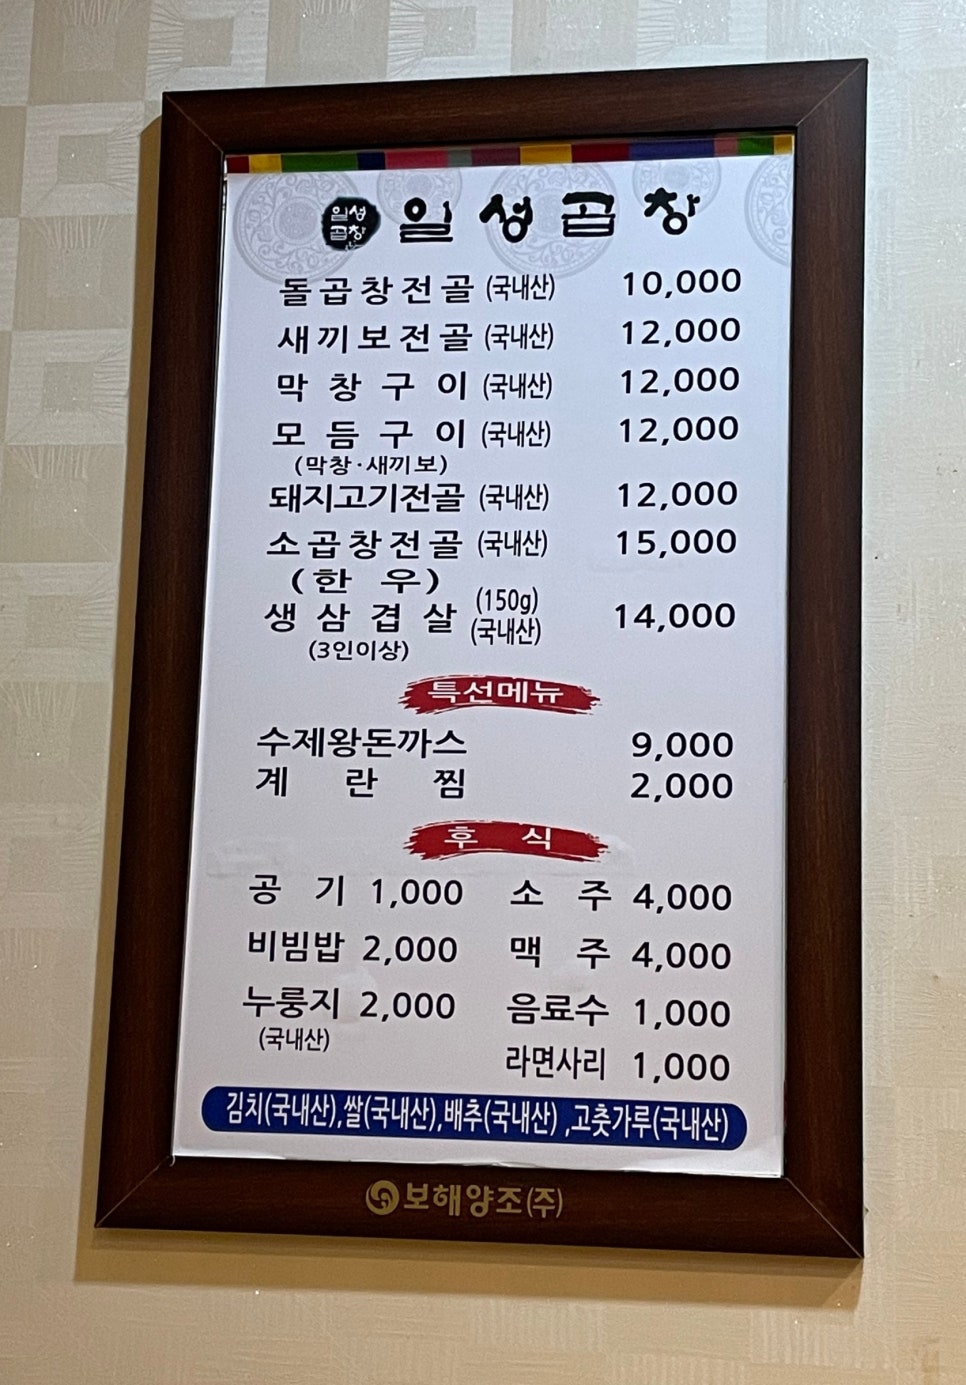 일성
곱창
일성곱창
돌곱창전골 (국내산) 10,000
새끼보전골 (국내산) 12,000
막창구이 (국내산) 12,000
모듬구이 (국내산) 12,000
(막창·새끼보)
돼지고기전골 (국내산) 12,000
소곱창전골 (국내산) 15,000
(한우)
생삼겹살 (150g) (국내산) 14,000
(3인이상)
특선메뉴
수제왕돈까스 9,000
계란찜 2,000
후식
공기 1,000 소주 4,000
비빔밥 2,000 맥주 4,000
누룽지 2,000 음료수 1,000
(국내산)
라면사리 1,000
김치(국내산),쌀(국내산),배추(국내산) ,고춧가루(국내산)
보해양조(주)